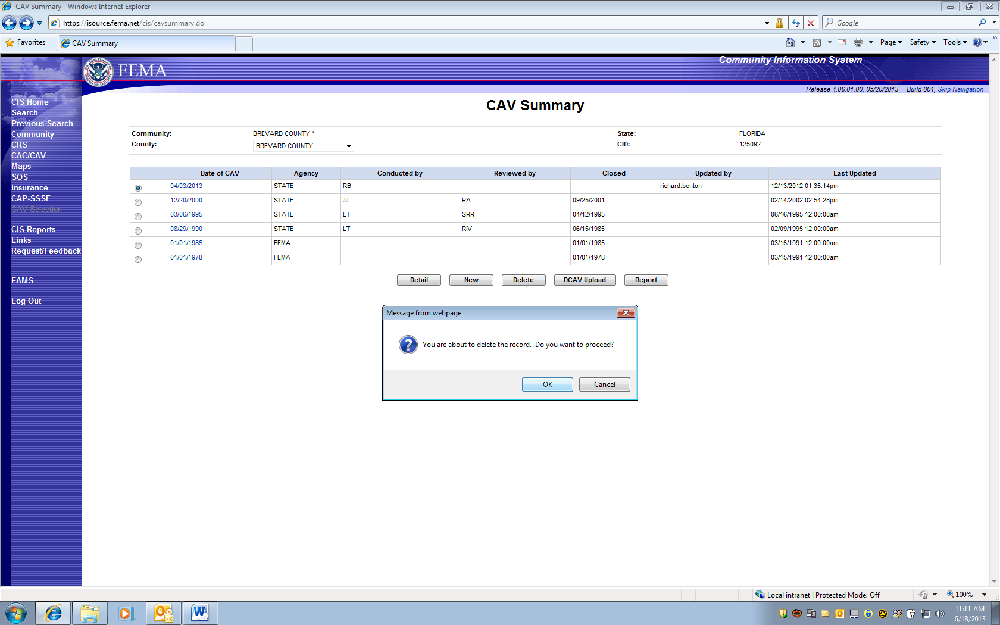 CAV Summary - Windows Internet Explorer
https://isource.fema.net/cis/cavsummary.do
Google
Favorites
CAV Summary
Page Safety Tools
FEMA
Community Information System
Release 4.06.01.00, 05/20/2013 -- Build 001, Skip Navigation
CIS Home
Search
Previous Search
Community
CRS
CAC/CAV
Maps
SOS
Insurance
CAP-SSSE
CAV Selection
CIS Reports
Links
Request/Feedback
FAMS
Log Out
CAV Summary
Community: BREVARD COUNTY * State: FLORIDA
County: BREVARD COUNTY CID: 125092
Date of CAV Agency Conducted by Reviewed by Closed Updated by Last Updated
04/03/2013 STATE RB richard.benton 12/13/2012 01:35:14pm
12/20/2000 STATE JJ RA 09/25/2001 02/14/2002 02:54:28pm
03/06/1995 STATE LT SRR 04/12/1995 06/16/1995 12:00:00am
08/29/1990 STATE LT RIV 06/15/1985 02/09/1995 12:00:00am
01/01/1985 FEMA 01/01/1985 03/15/1991 12:00:00am
01/01/1978 FEMA 01/01/1978 03/15/1991 12:00:00am
Detail New Delete DCAV Upload Report
Message from webpage
You are about to delete the record. Do you want to proceed?
OK Cancel
Local intranet | Protected Mode: Off
100%
11:11 AM
6/18/2013